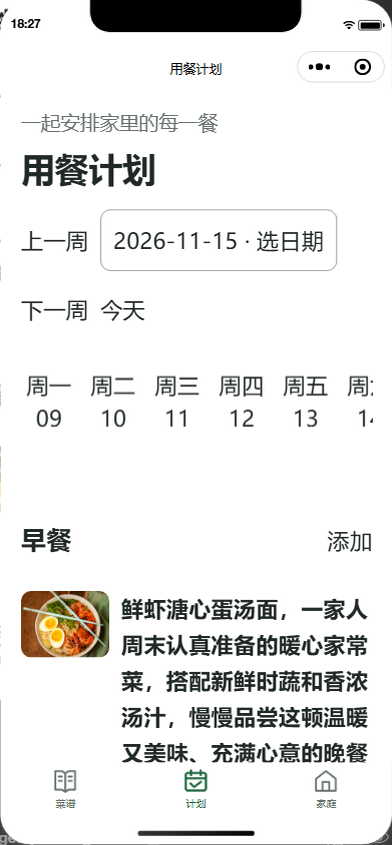 18:27
用餐计划
一起安排家里的每一餐
用餐计划
上一周 2026-11-15 · 选日期
下一周 今天
周一 周二 周三 周四 周五
09 10 11 12 13
早餐 添加
鲜虾溏心蛋汤面，一家人
周末认真准备的暖心家常
菜，搭配新鲜时蔬和香浓
汤汁，慢慢品尝这顿温暖
又美味、充满心意的晚餐
菜谱 计划 家庭